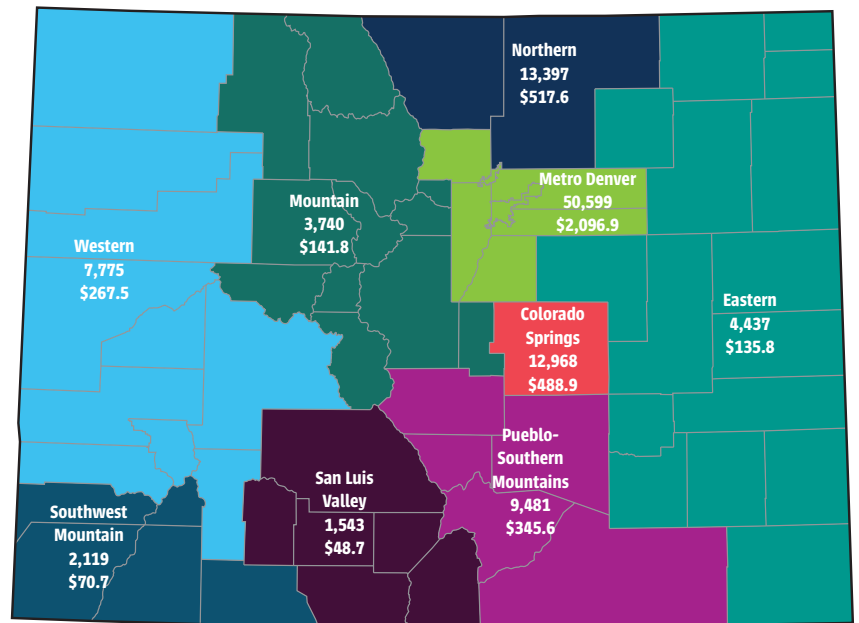 Northern
13,397
$517.6
Metro Denver
50,599
$2,096.9
Mountain
3,740
$141.8
Western
7,775
$267.5
Eastern
4,437
$135.8
Colorado
Springs
12,968
$488.9
Pueblo-
Southern
Mountains
9,481
$345.6
San Luis
Valley
1,543
$48.7
Southwest
Mountain
2,119
$70.7